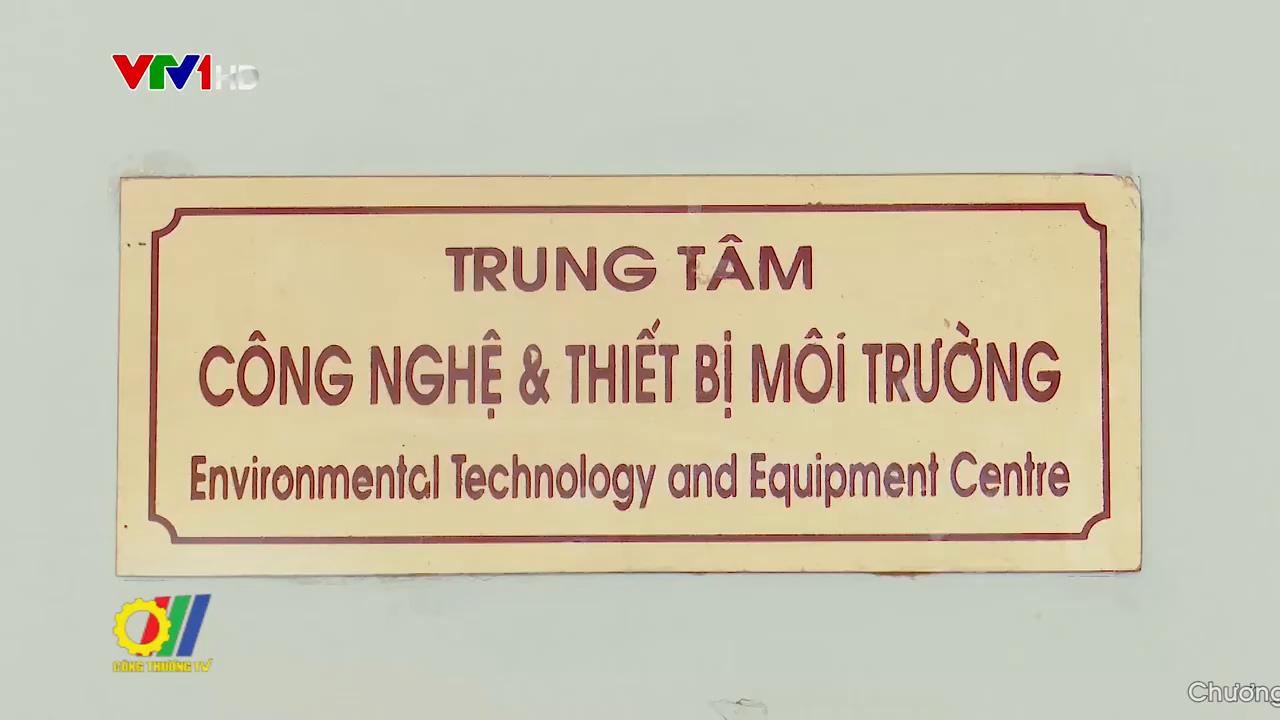 VTV1 HD
TRUNG TÂM
CÔNG NGHỆ & THIẾT BỊ MÔI TRƯỜNG
Environmental Technology and Equipment Centre
CÔNG THƯƠNG TV
Chương